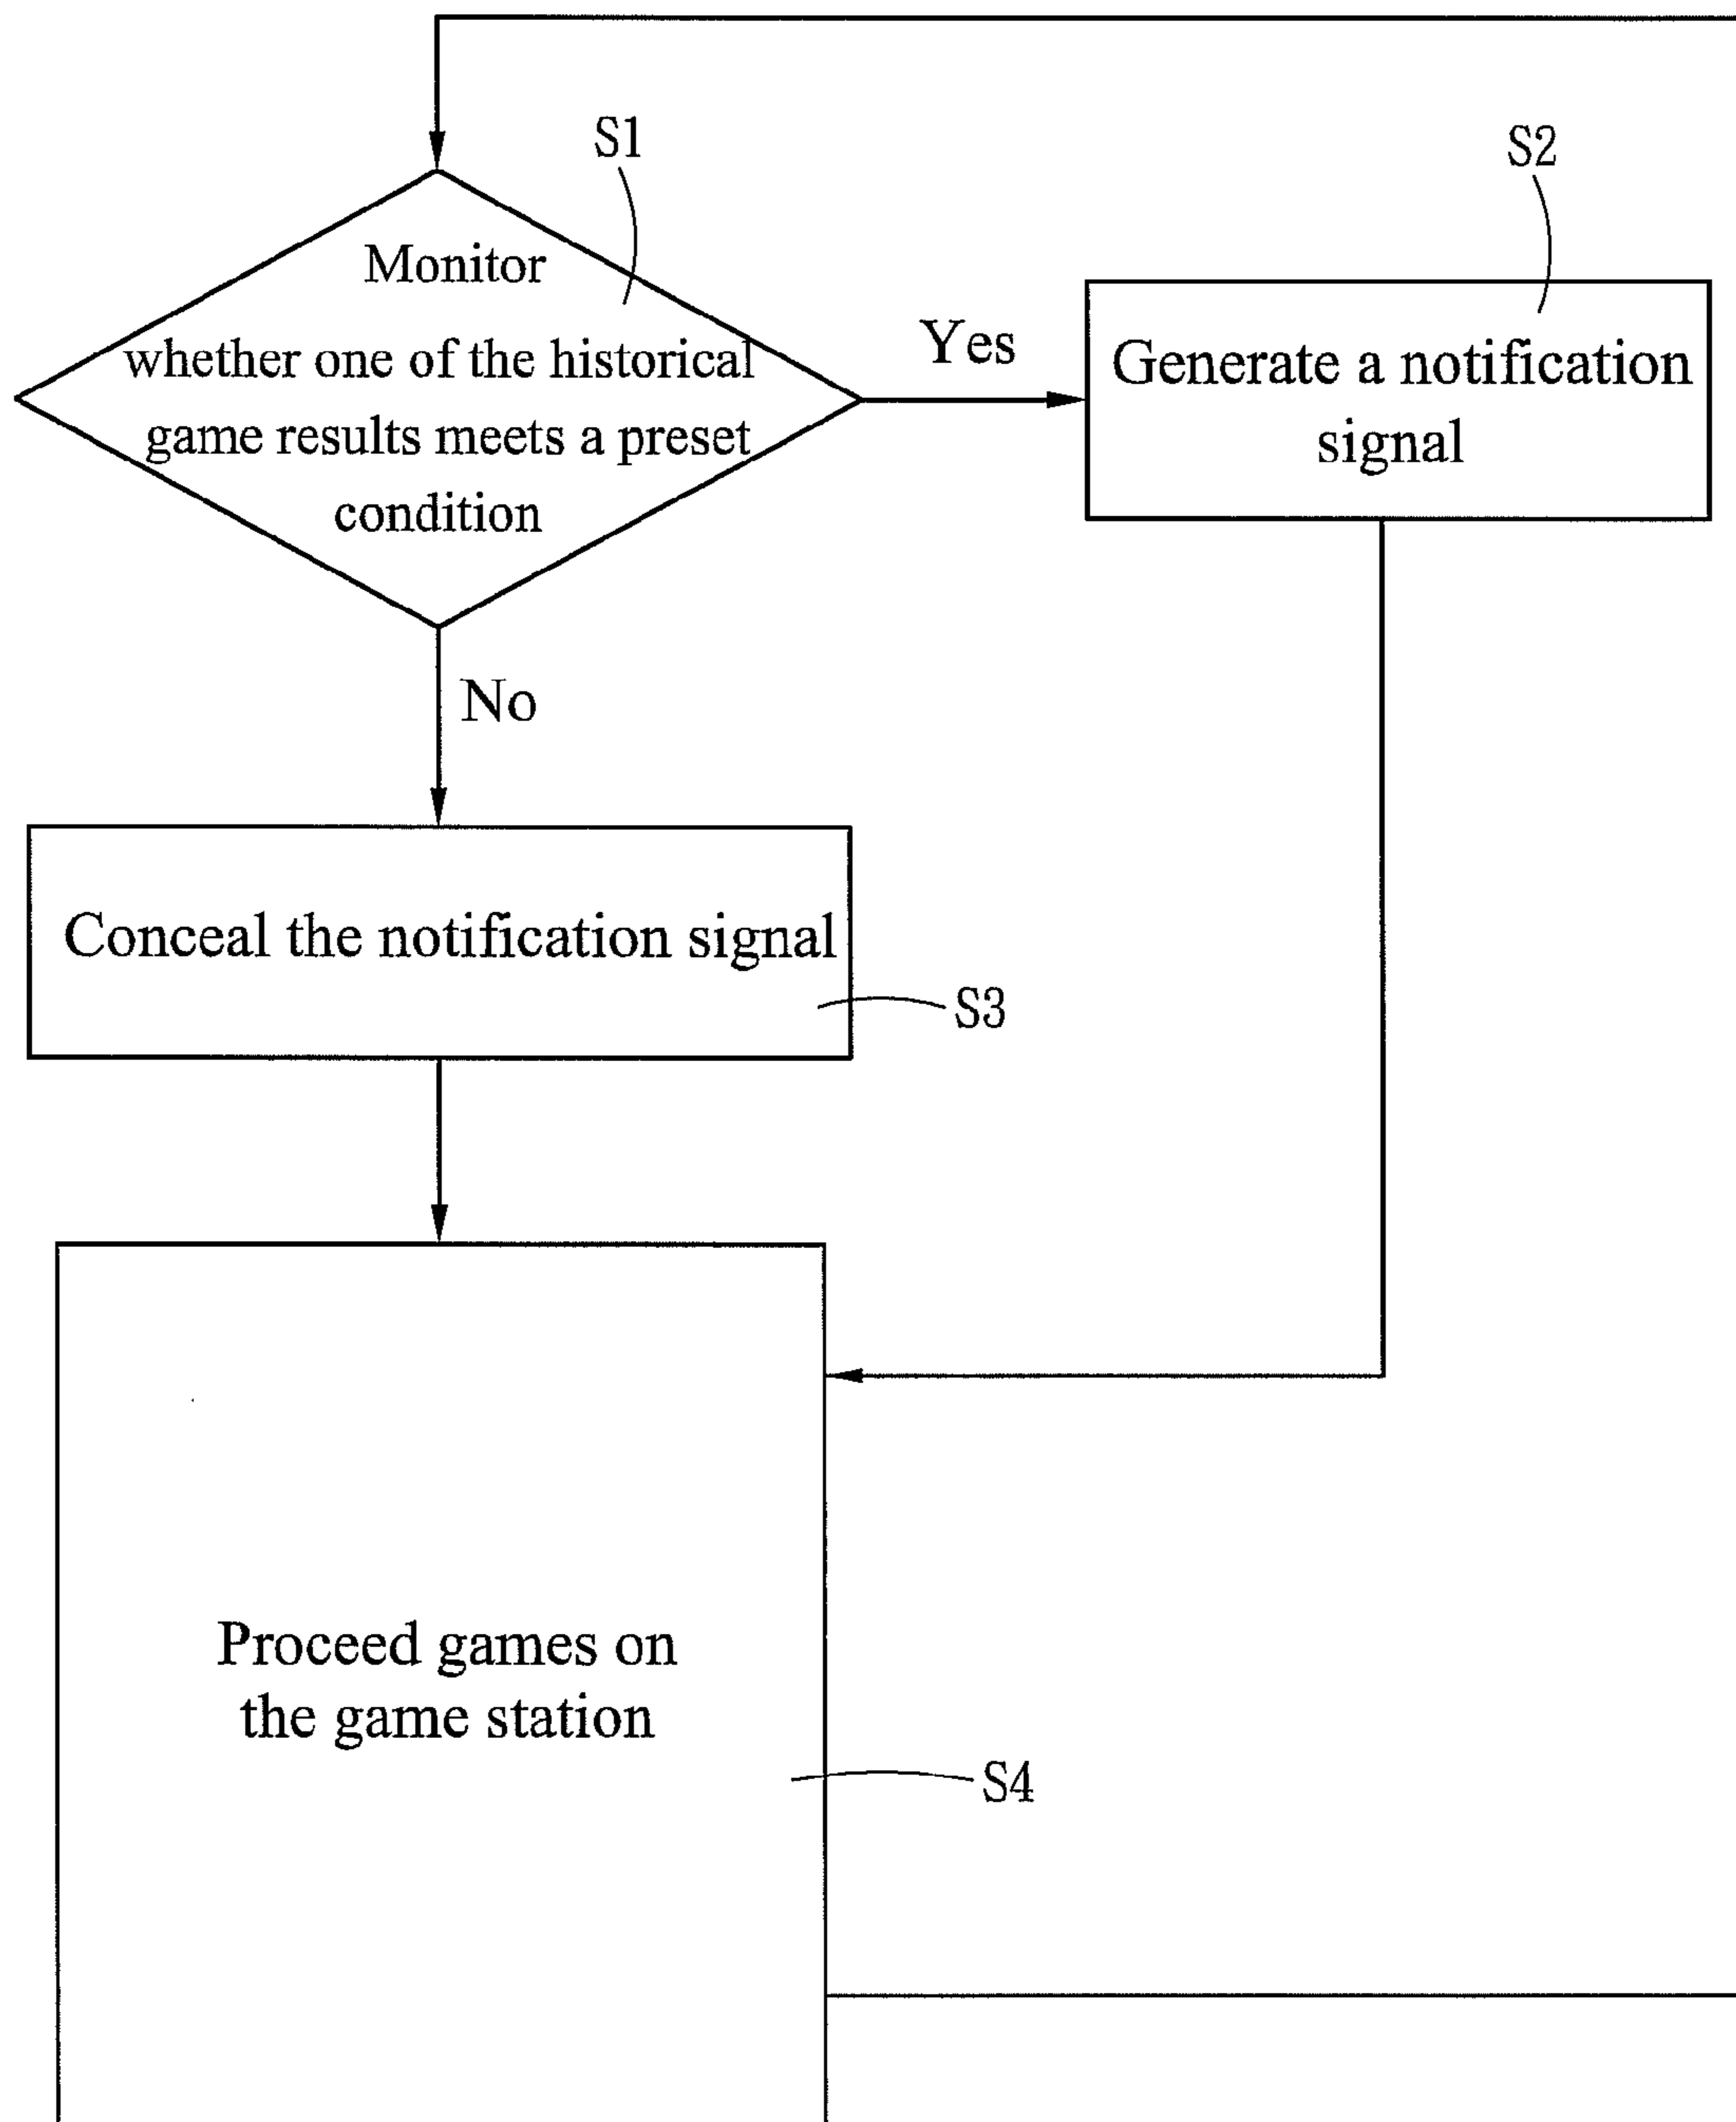 S1
S2
Monitor
whether one of the historical
game results meets a preset
condition
Yes
Generate a notification
signal
No
Conceal the notification signal
S3
Proceed games on
the game station
S4